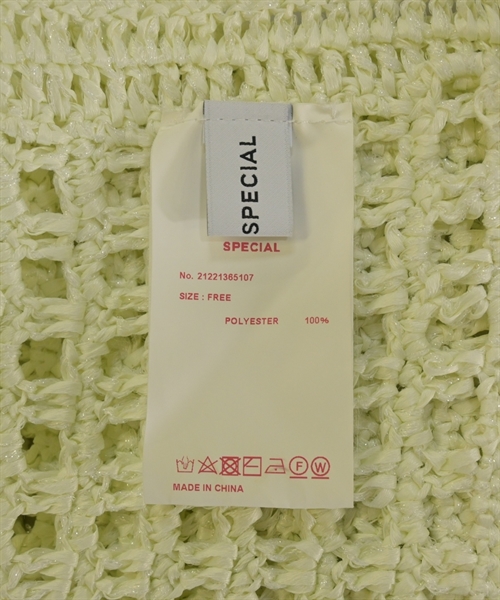 SPECIAL
SPECIAL
No. 21221365107
SIZE : FREE
POLYESTER 100%
F W
MADE IN CHINA